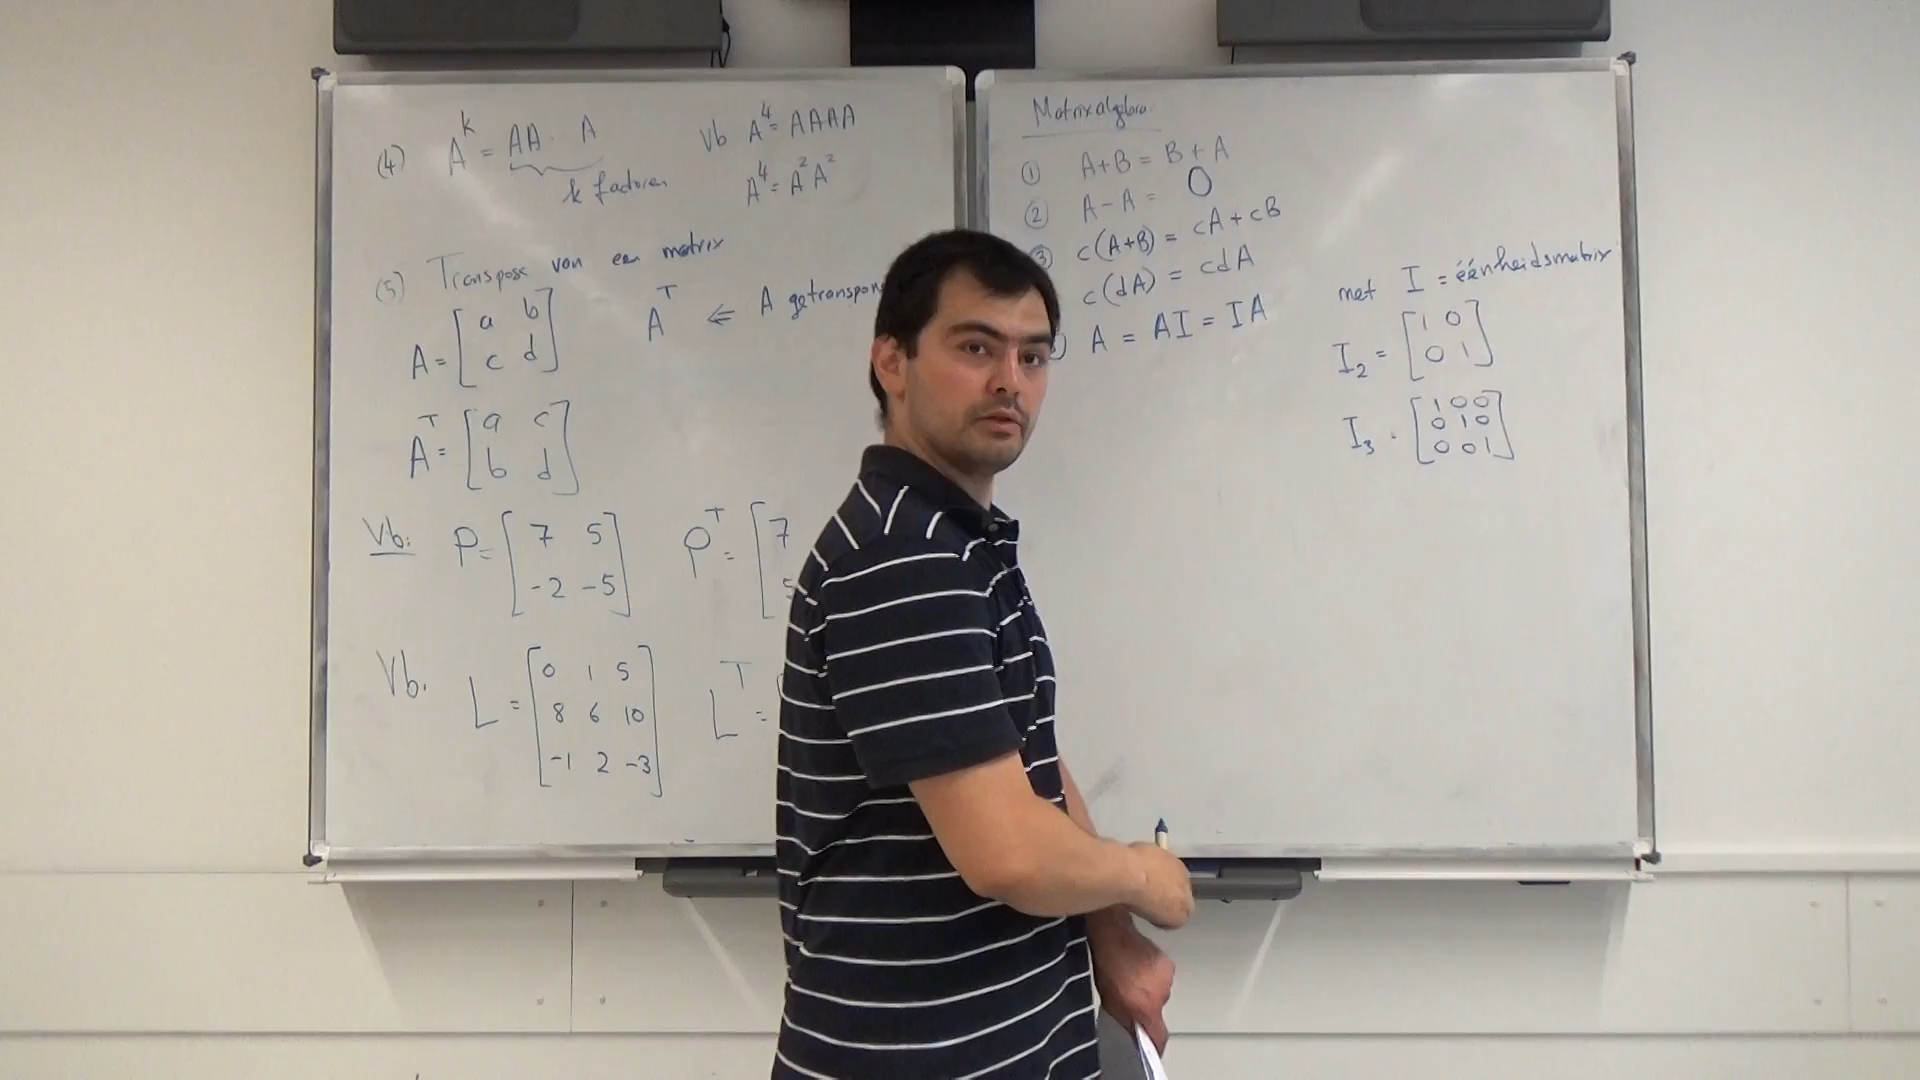 (4) A^k = AA. A
k factoren
Vb A^4 = AAAA
A^4 = A^2 A^2
(5) Transpose van een matrix
A = [a b
c d]
A^T ⇐ A getranspon
A^T = [a c
b d]
Vb: P = [7 5
-2 -5]
P^T = [7
5
Vb. L = [0 1 5
8 6 10
-1 2 -3]
L^T =
Matrixalgebra
① A+B = B+A
② A-A = O
③ c(A+B) = cA + cB
c(dA) = cdA
A = AI = IA
met I = éénheidsmatrix
I_2 = [1 0
0 1]
I_3 = [1 0 0
0 1 0
0 0 1]